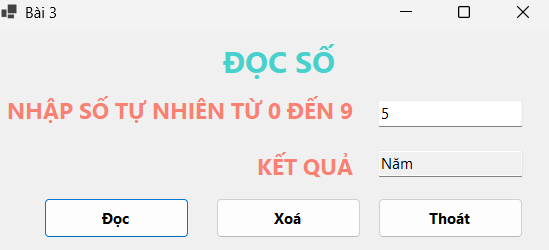 Bài 3
ĐỌC SỐ
NHẬP SỐ TỰ NHIÊN TỪ 0 ĐẾN 9 5
KẾT QUẢ Năm
Đọc Xoá Thoát